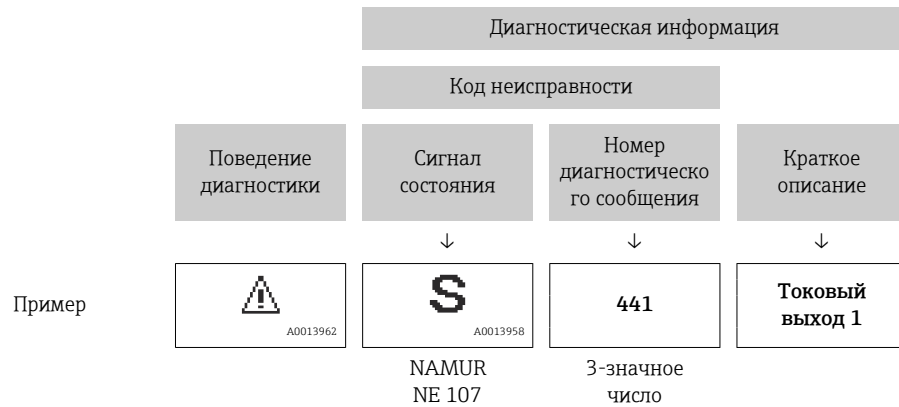 Диагностическая информация
Код неисправности
Поведение
диагностики
Сигнал
состояния
Номер
диагностическо
го сообщения
Краткое
описание
↓
↓
↓
Пример
A0013962
S
A0013958
441
Токовый
выход 1
NAMUR
NE 107
3-значное
число